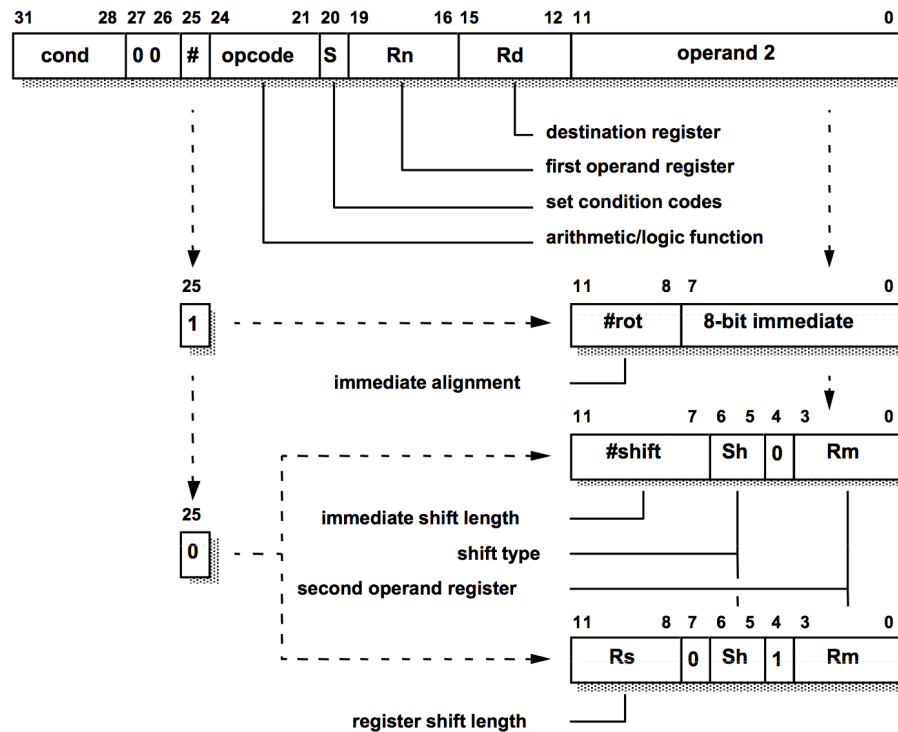 31 28 27 26 25 24 21 20 19 16 15 12 11 0
cond 0 0 # opcode S Rn Rd operand 2
destination register
first operand register
set condition codes
arithmetic/logic function
25 11 8 7 0
1 #rot 8-bit immediate
immediate alignment
11 7 6 5 4 3 0
#shift Sh 0 Rm
25
immediate shift length
0
shift type
second operand register
11 8 7 6 5 4 3 0
Rs 0 Sh 1 Rm
register shift length